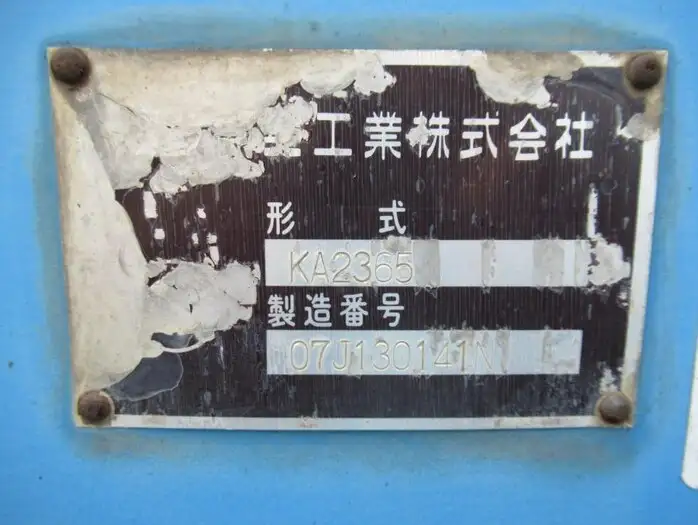 工業株式会社
形 式
KA2365
製造番号
07J130141N